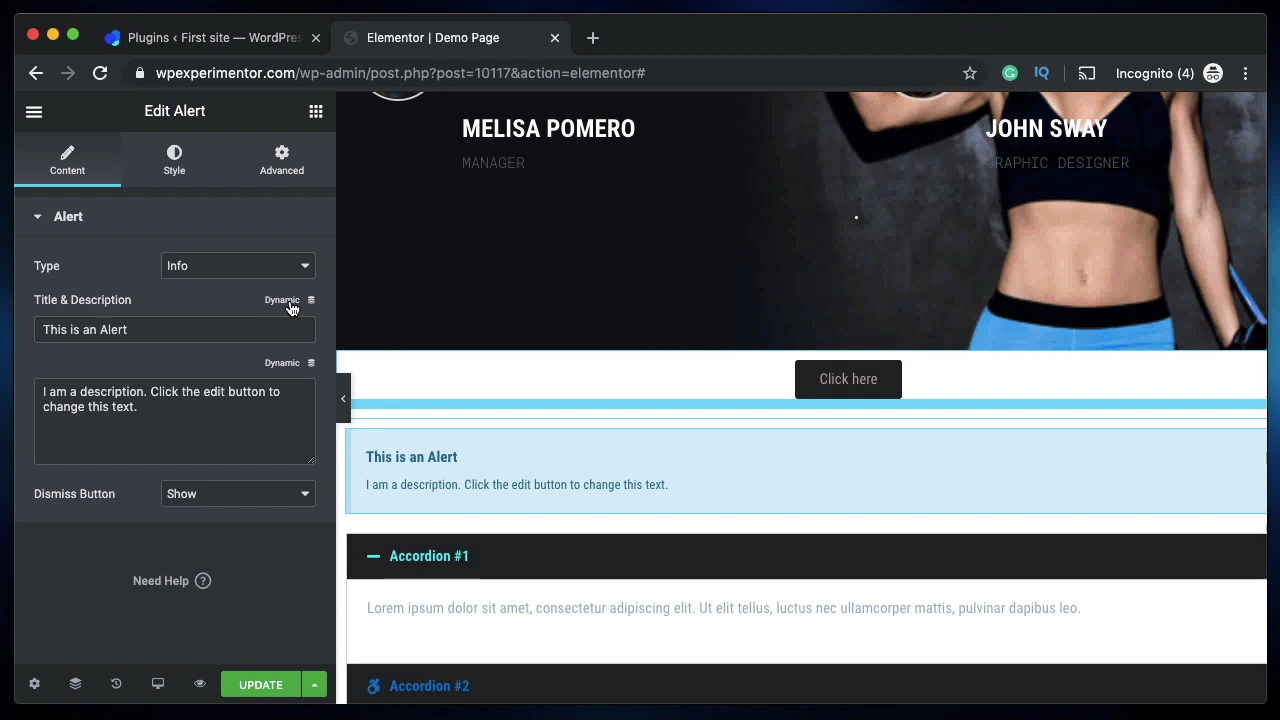 Plugins ‹ First site — WordPres
Elementor | Demo Page
wpexperimentor.com/wp-admin/post.php?post=10117&action=elementor#
IQ
Incognito (4)
Edit Alert
Content
Style
Advanced
Alert
Type
Info
Title & Description
Dynamic
This is an Alert
Dynamic
I am a description. Click the edit button to
change this text.
Dismiss Button
Show
Need Help ?
UPDATE
MELISA POMERO
MANAGER
JOHN SWAY
GRAPHIC DESIGNER
Click here
This is an Alert
I am a description. Click the edit button to change this text.
Accordion #1
Lorem ipsum dolor sit amet, consectetur adipiscing elit. Ut elit tellus, luctus nec ullamcorper mattis, pulvinar dapibus leo.
Accordion #2